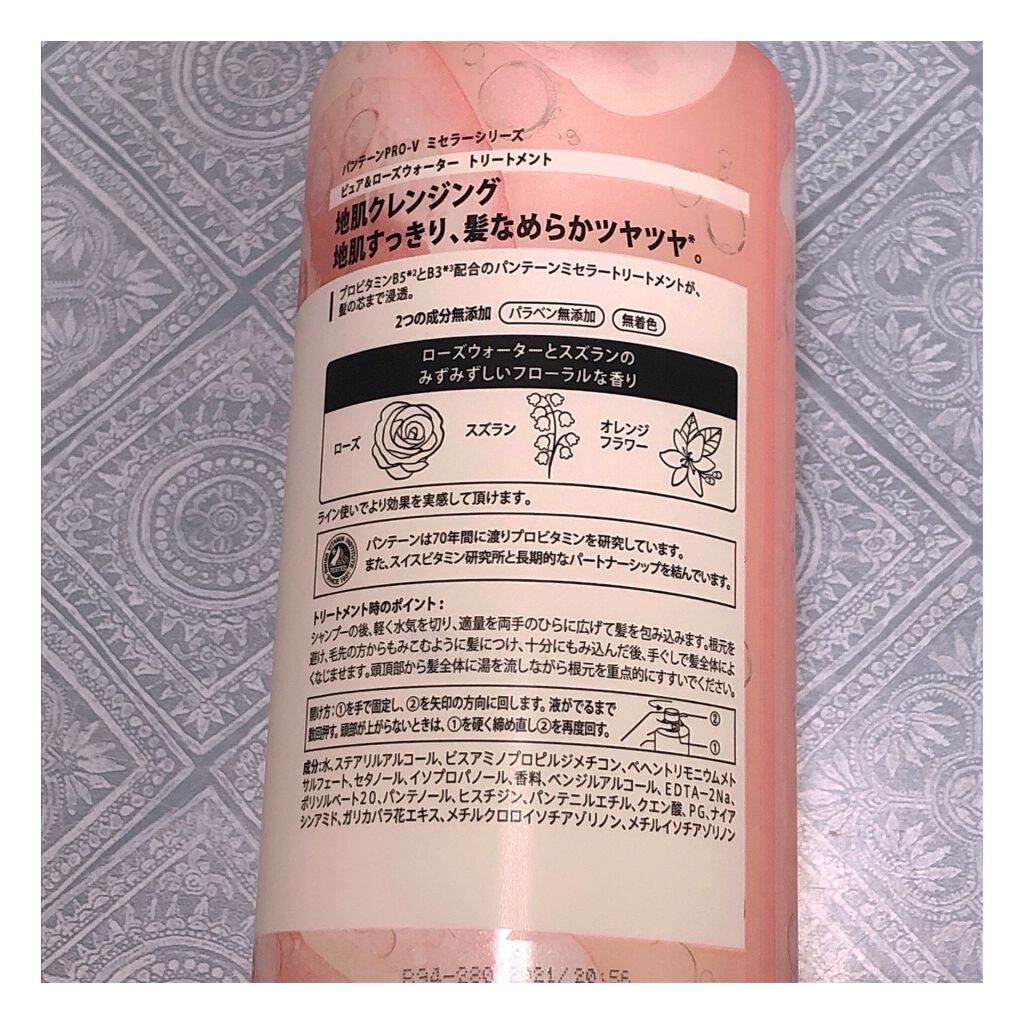 パンテーンPRO-V ミセラーシリーズ
ピュア&ローズウォーター トリートメント
地肌クレンジング
地肌すっきり、髪なめらかツヤツヤ*。
プロビタミンB5*²とB3*³配合のパンテーンミセラートリートメントが、
髪の芯まで浸透。
2つの成分無添加 パラベン無添加 無着色
ローズウォーターとスズランの
みずみずしいフローラルな香り
ローズ スズラン オレンジ
フラワー
ライン使いでより効果を実感して頂けます。
パンテーンは70年間に渡りプロビタミンを研究しています。
また、スイスビタミン研究所と長期的なパートナーシップを結んでいます。
トリートメント時のポイント:
シャンプーの後、軽く水気を切り、適量を両手のひらに広げて髪を包み込みます。根元を
避け、毛先の方からもみこむように髪につけ、十分にもみ込んだ後、手ぐしで髪全体によ
くなじませます。頭頂部から髪全体に湯を流しながら根元を重点的にすすいでください。
開け方:①を手で固定し、②を矢印の方向に回します。液がでるまで
数回押す。頭部が上がらないときは、①を硬く締め直し②を再度回す。
②
①
成分:水、ステアリルアルコール、ビスアミノプロピルジメチコン、ベヘントリモニウムメト
サルフェート、セタノール、イソプロパノール、香料、ベンジルアルコール、EDTA-2Na、
ポリソルベート20、パンテノール、ヒスチジン、パンテニルエチル、クエン酸、PG、ナイア
シンアミド、ガリカバラ花エキス、メチルクロロイソチアゾリノン、メチルイソチアゾリノン